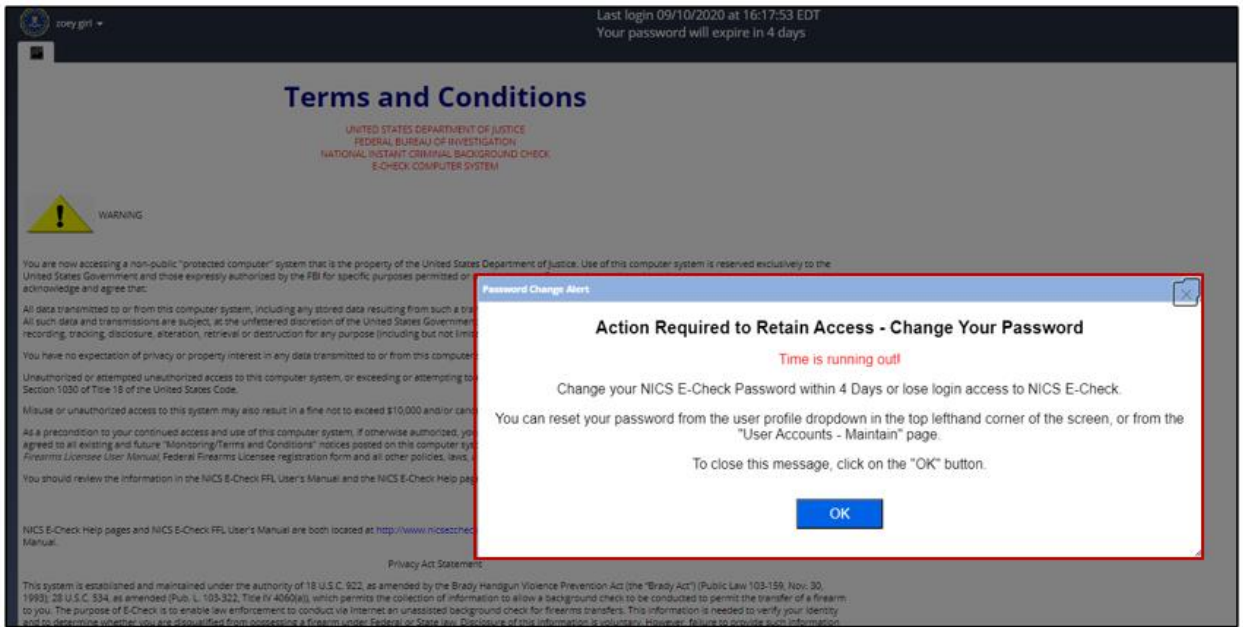 zoey girl
Last login 09/10/2020 at 16:17:53 EDT
Your password will expire in 4 days
Terms and Conditions
UNITED STATES DEPARTMENT OF JUSTICE
FEDERAL BUREAU OF INVESTIGATION
NATIONAL INSTANT CRIMINAL BACKGROUND CHECK
E-CHECK COMPUTER SYSTEM
WARNING
You are now accessing a non-public "protected computer" system that is the property of the United States Department of Justice. Use of this computer system is reserved exclusively to the
United States Government and those expressly authorized by the FBI for specific purposes permitted or
acknowledge and agree that:
All data transmitted to or from this computer system, including any stored data resulting from such a
All such data and transmissions are subject, at the unfettered discretion of the United States Government
recording, tracking, disclosure, alteration, retrieval or destruction for any purpose (including but not
You have no expectation of privacy or property interest in any data transmitted to or from this computer
Unauthorized or attempted unauthorized access to this computer system, or exceeding or attempting to
Section 1030 of Title 18 of the United States Code.
Misuse or unauthorized access to this system may also result in a fine not to exceed $10,000 and/or
As a precondition to your continued access and use of this computer system, if otherwise authorized,
agreed to all existing and future "Monitoring/Terms and Conditions" notices posted on this computer
Firearms Licensee User Manual, Federal Firearms Licensee registration form and all other policies, laws,
You should review the information in the NICS E-Check FFL User's Manual and the NICS E-Check Help
NICS E-Check Help pages and NICS E-Check FFL User's Manual are both located at
Manual.
Privacy Act Statement
This system is established and maintained under the authority of 18 U.S.C. 922, as amended by the Brady Handgun Violence Prevention Act (the "Brady Act") (Public Law 103-159, Nov. 30,
1993); 28 U.S.C. 534, as amended (Pub. L. 103-322, Title IV 4060(a)), which permits the collection of information to allow a background check to be conducted to permit the transfer of a firearm
to you. The purpose of E-Check is to enable law enforcement to conduct via Internet an unassisted background check for firearms transfers. This information is needed to verify your identity
and to determine whether you are disqualified from possessing a firearm under Federal or State law. Disclosure of this information is voluntary. However, failure to provide such information
Password Change Alert
Action Required to Retain Access - Change Your Password
Time is running out!
Change your NICS E-Check Password within 4 Days or lose login access to NICS E-Check.
You can reset your password from the user profile dropdown in the top lefthand corner of the screen, or from the
"User Accounts - Maintain" page.
To close this message, click on the "OK" button.
OK